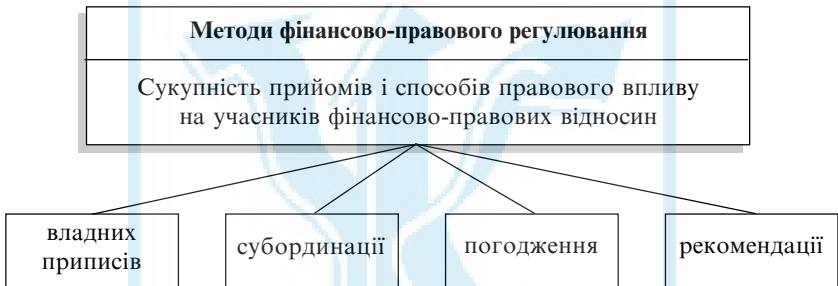 Методи фінансово-правового регулювання
Сукупність прийомів і способів правового впливу
на учасників фінансово-правових відносин
владних
приписів
субординації
погодження
рекомендації